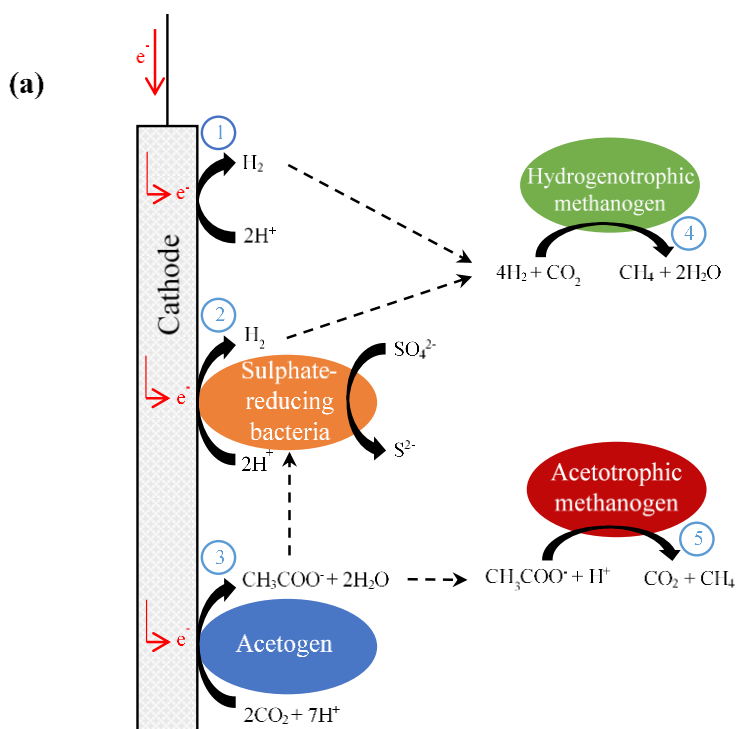 e⁻
(a)
1
H₂
e⁻
2H⁺
Hydrogenotrophic
methanogen
4
4H₂ + CO₂
CH₄ + 2H₂O
Cathode
2
H₂
SO₄²⁻
Sulphate-
reducing
bacteria
e⁻
2H⁺
S²⁻
Acetotrophic
methanogen
5
3
CH₃COO⁻ + 2H₂O
CH₃COO⁻ + H⁺
CO₂ + CH₄
e⁻
Acetogen
2CO₂ + 7H⁺